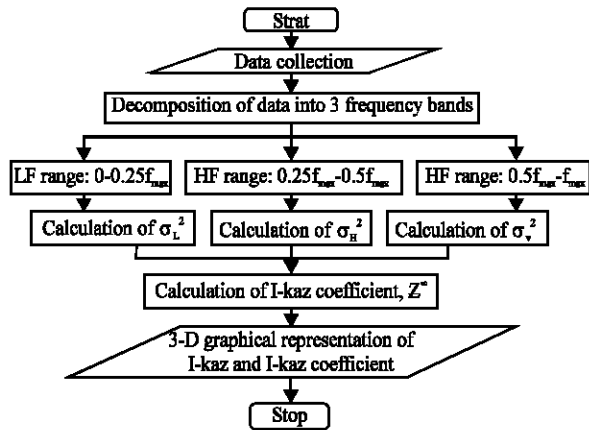 Strat
Data collection
Decomposition of data into 3 frequency bands
LF range: 0-0.25fmax
HF range: 0.25fmax-0.5fmax
HF range: 0.5fmax-fmax
Calculation of σL²
Calculation of σH²
Calculation of σv²
Calculation of I-kaz coefficient, Z∞
3-D graphical representation of
I-kaz and I-kaz coefficient
Stop